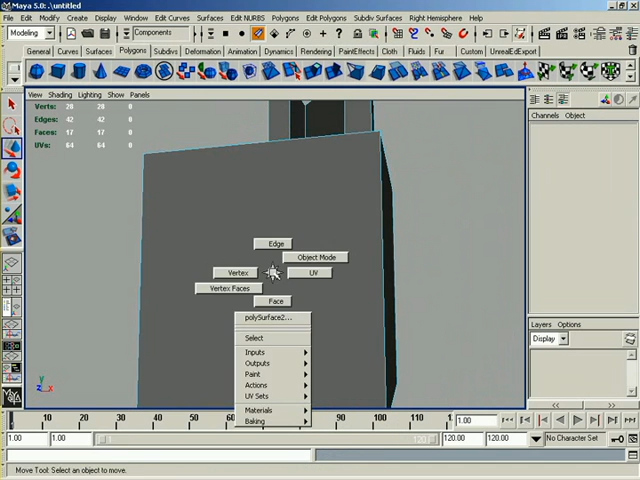 Maya 5.0: .\untitled
File Edit Modify Create Display Window Edit Curves Surfaces Edit NURBS Polygons Edit Polygons Subdiv Surfaces Right Hemisphere Help
Modeling Components
General Curves Surfaces Polygons Subdivs Deformation Animation Dynamics Rendering PaintEffects Cloth Fluids Fur Custom UnrealEdExport
View Shading Lighting Show Panels
Channels Object
Verts: 28 28 0
Edges: 42 42 0
Faces: 17 17 0
UVs: 64 64 0
Edge
Object Mode
Vertex UV
Vertex Faces
Face
polySurface2...
Select
Inputs
Outputs
Paint
Actions
UV Sets
Materials
Baking
y
z x
Layers Options
Display
10 20 30 40 50 60 70 80 90 100 110 120 1.00
1.00 1.00 120.00 120.00 No Character Set
Move Tool: Select an object to move.